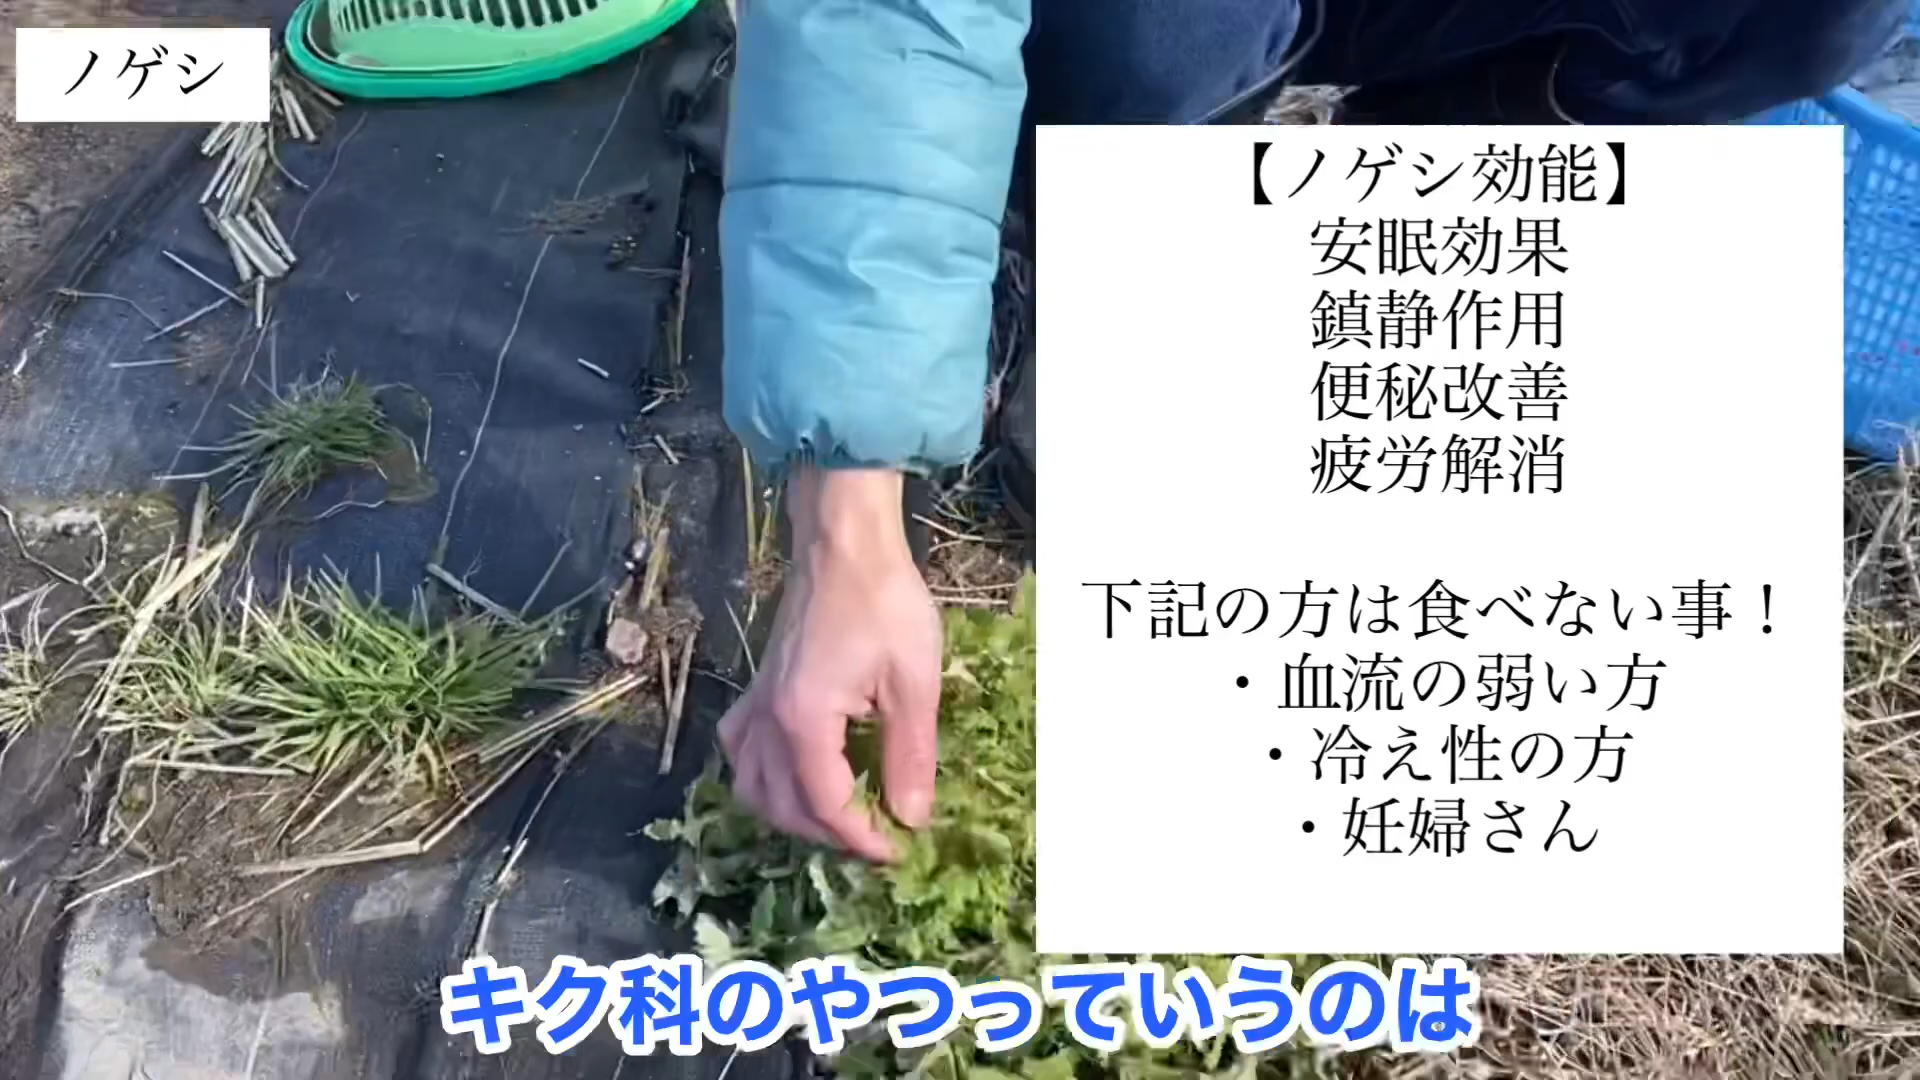 ノゲシ
【ノゲシ効能】
安眠効果
鎮静作用
便秘改善
疲労解消
下記の方は食べない事！
・血流の弱い方
・冷え性の方
・妊婦さん
キク科のやつっていうのは